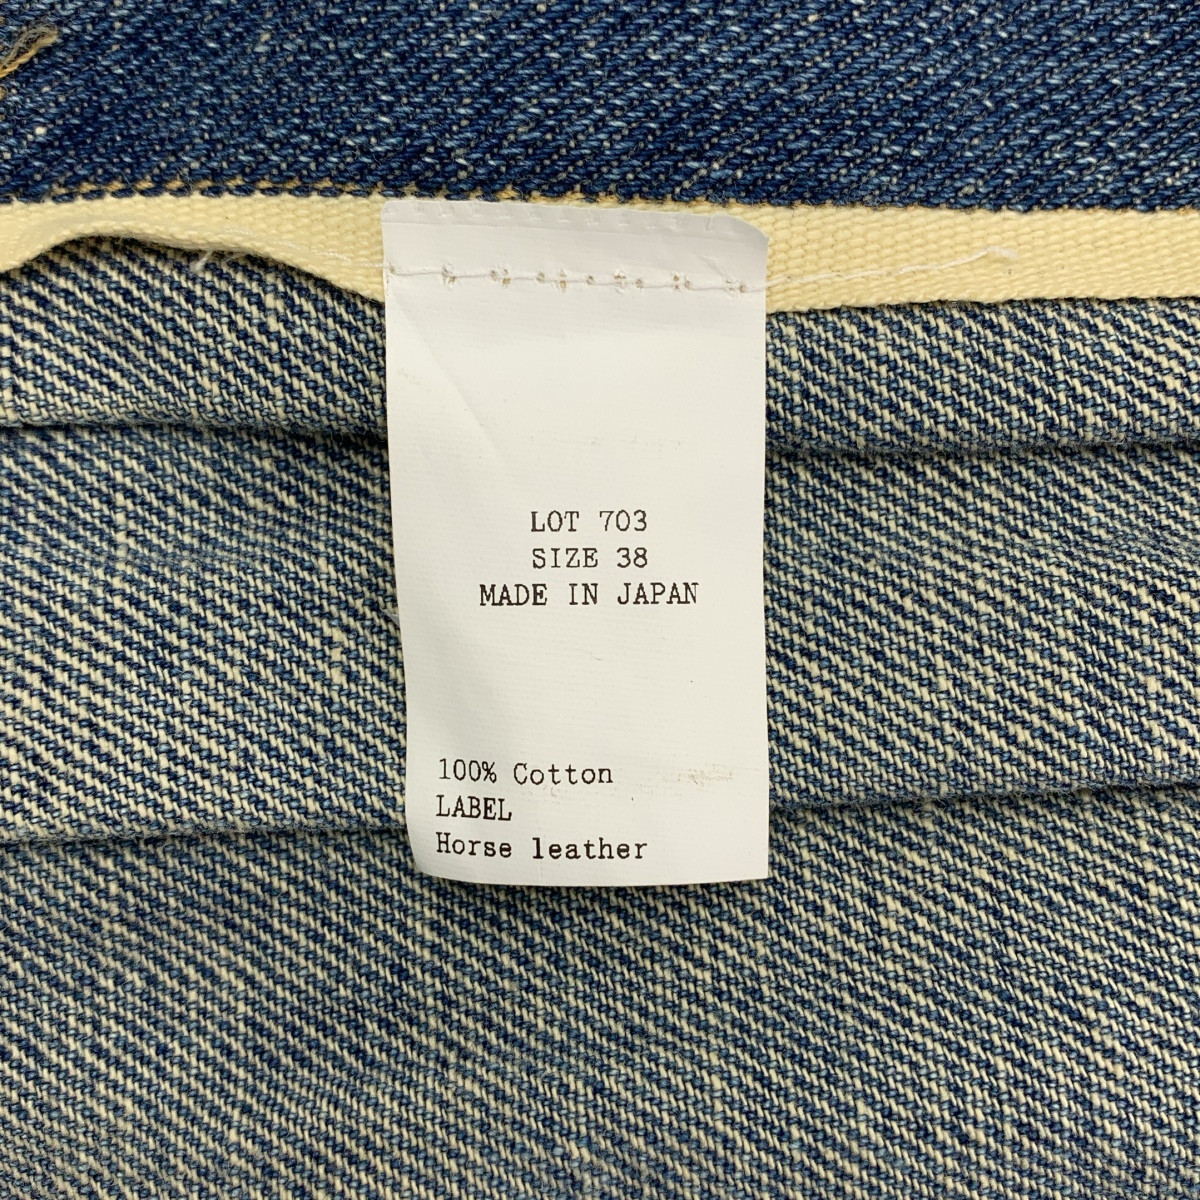 LOT 703
SIZE 38
MADE IN JAPAN
100% Cotton
LABEL
Horse leather